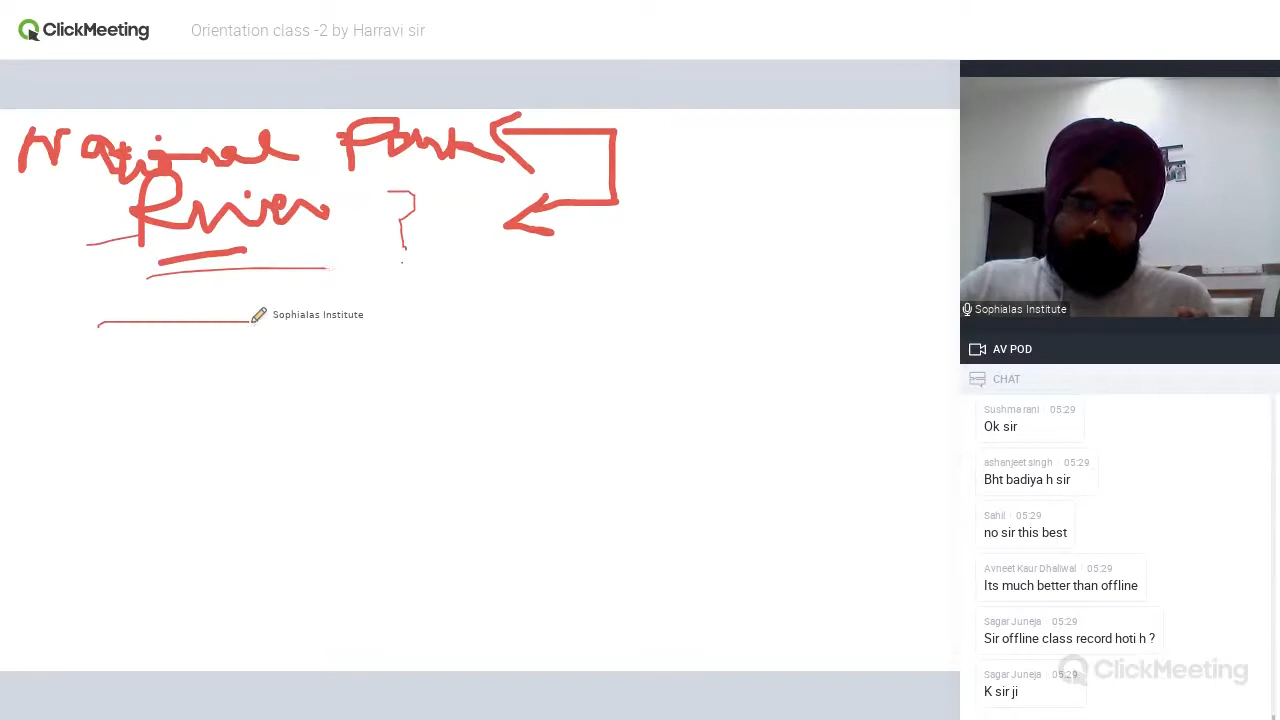 ClickMeeting
Orientation class -2 by Harravi sir
National Park
River ?
Sophialas Institute
Sophialas Institute
AV POD
CHAT
Sushma rani 05:29
Ok sir
ashanjeet singh 05:29
Bht badiya h sir
Sahil 05:29
no sir this best
Avneet Kaur Dhaliwal 05:29
Its much better than offline
Sagar Juneja 05:29
Sir offline class record hoti h ?
Sagar Juneja 05:29
K sir ji
ClickMeeting